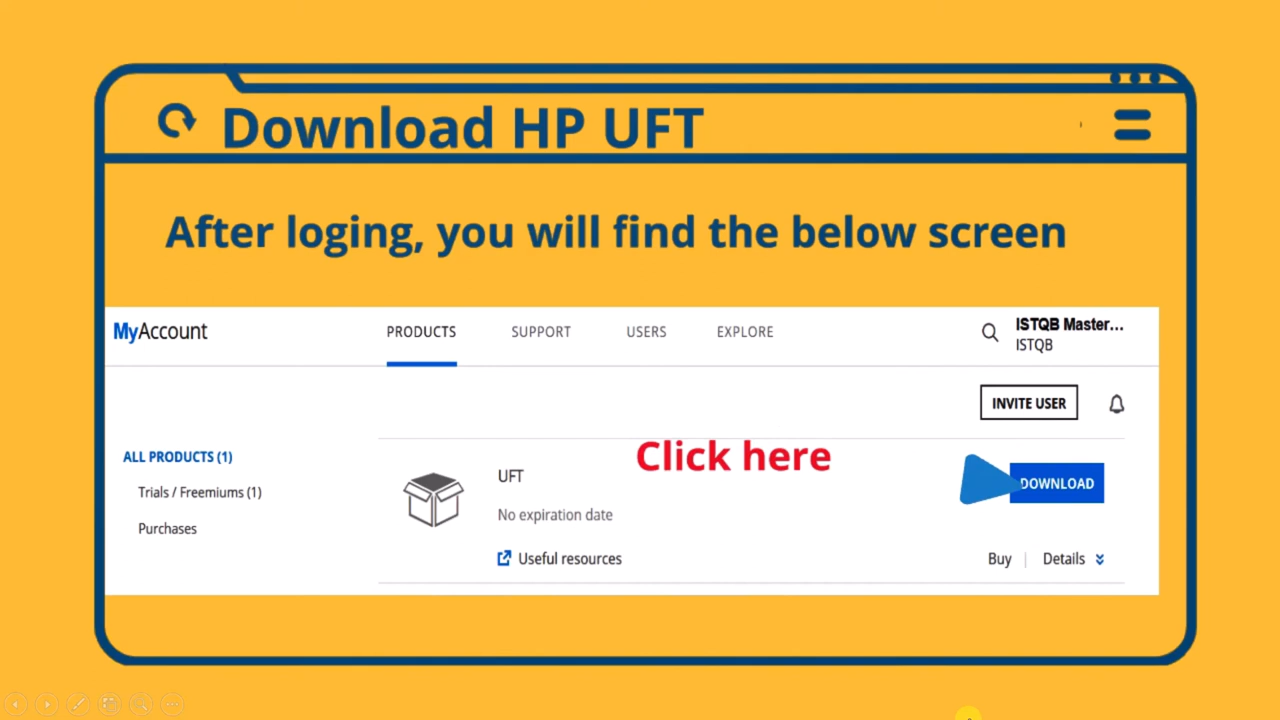 Download HP UFT
After loging, you will find the below screen
MyAccount
PRODUCTS
SUPPORT
USERS
EXPLORE
ISTQB Master...
ISTQB
INVITE USER
ALL PRODUCTS (1)
Trials / Freemiums (1)
Purchases
Click here
UFT
No expiration date
Useful resources
DOWNLOAD
Buy
Details